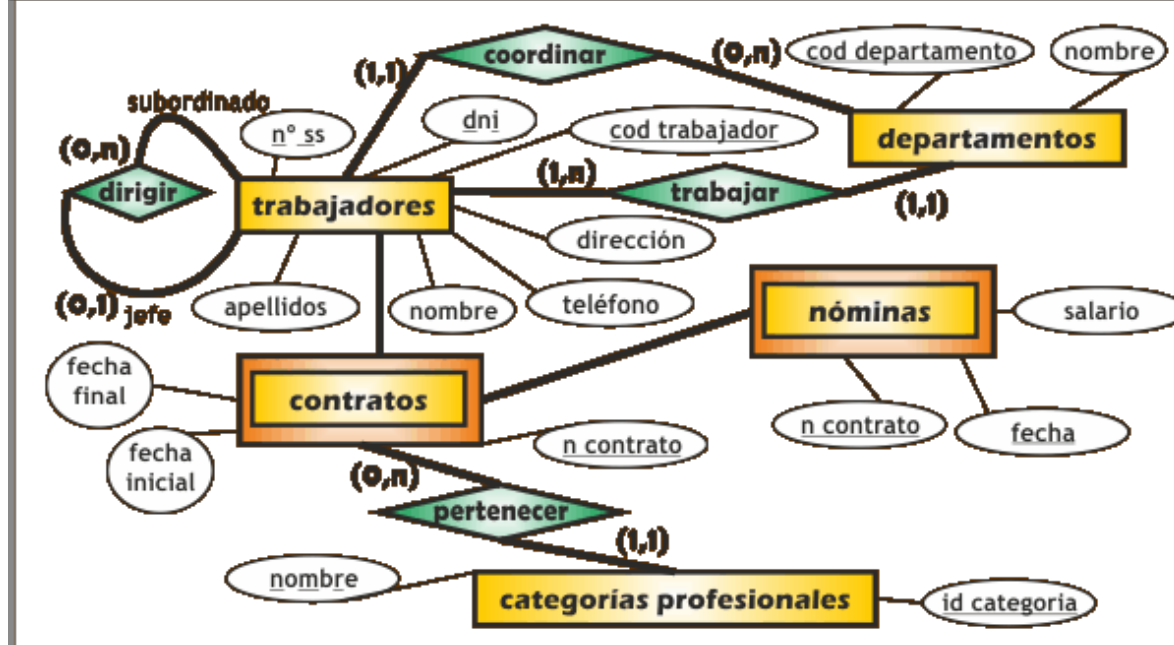 coordinar
(1,1)
(0,n)
cod departamento
nombre
subordinado
nº ss
dni
cod trabajador
departamentos
(0,n)
dirigir
trabajadores
(1,n)
trabajar
(1,1)
dirección
(0,1)
jefe
apellidos
nombre
teléfono
nóminas
salario
fecha
final
contratos
n contrato
fecha
fecha
inicial
n contrato
(0,n)
pertenecer
(1,1)
nombre
categorías profesionales
id categoria